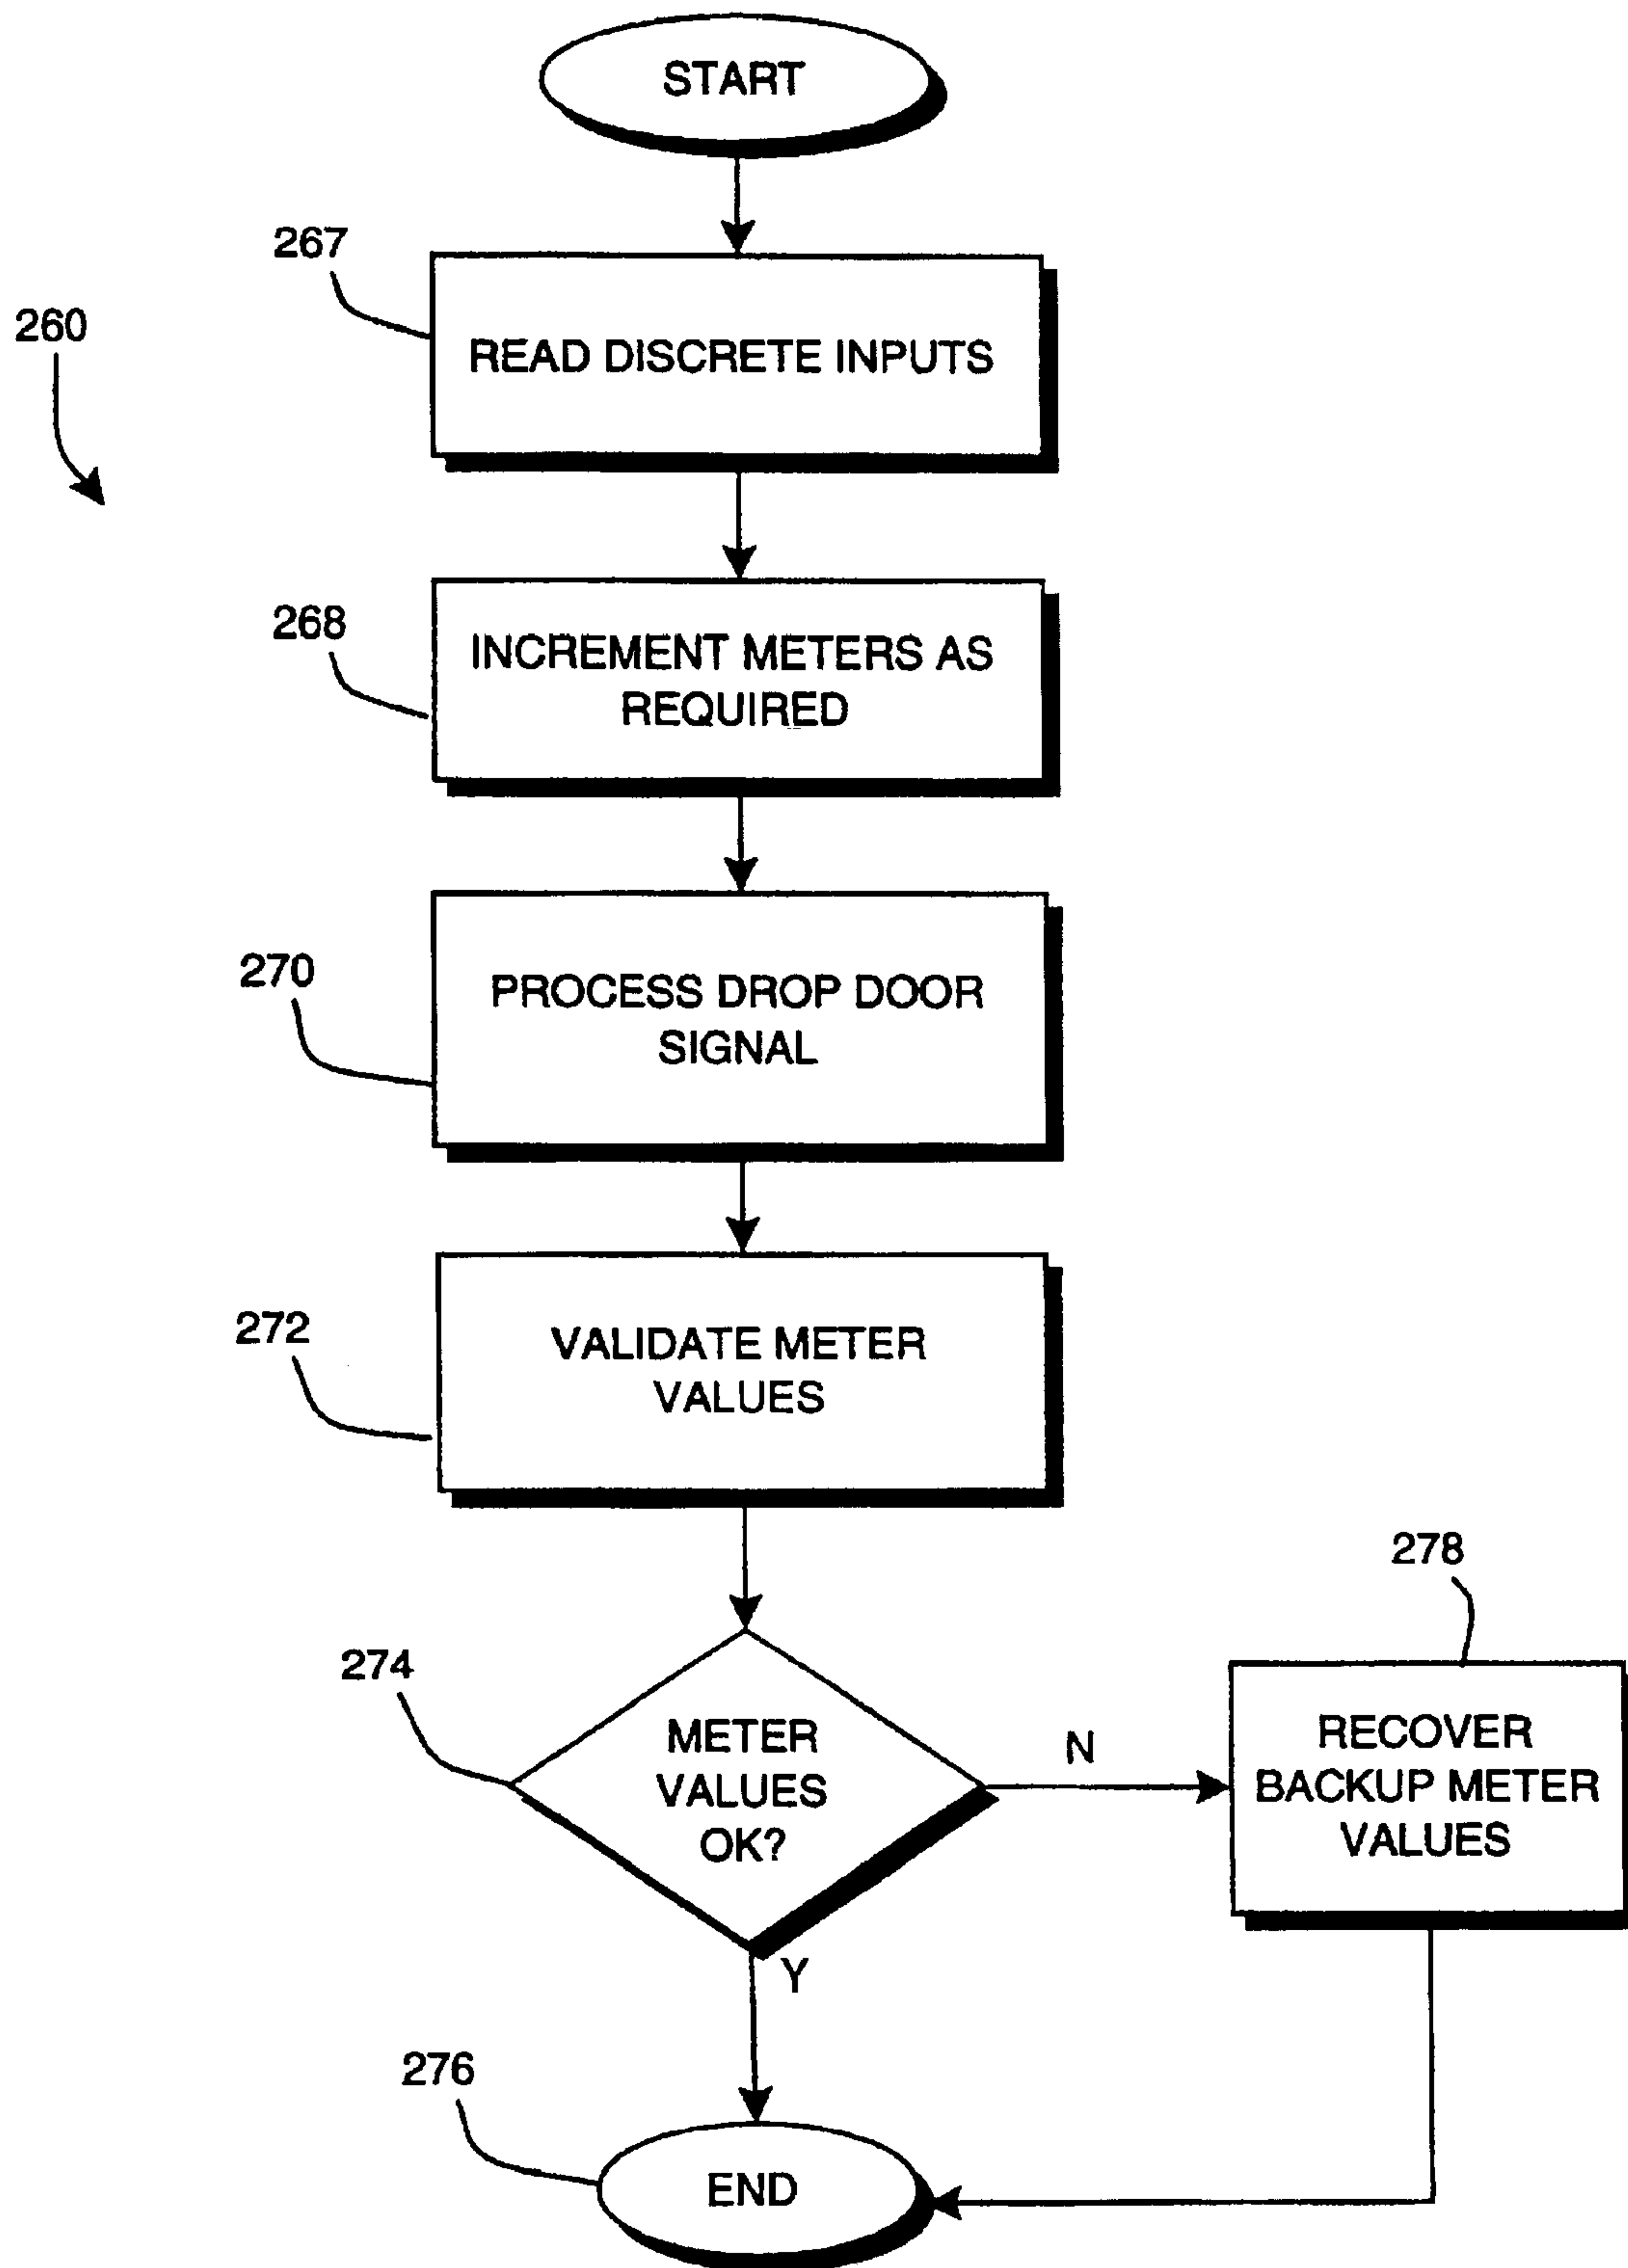 START
267
260
READ DISCRETE INPUTS
268
INCREMENT METERS AS
REQUIRED
270
PROCESS DROP DOOR
SIGNAL
272
VALIDATE METER
VALUES
278
274
METER
VALUES
OK?
N
RECOVER
BACKUP METER
VALUES
Y
276
END